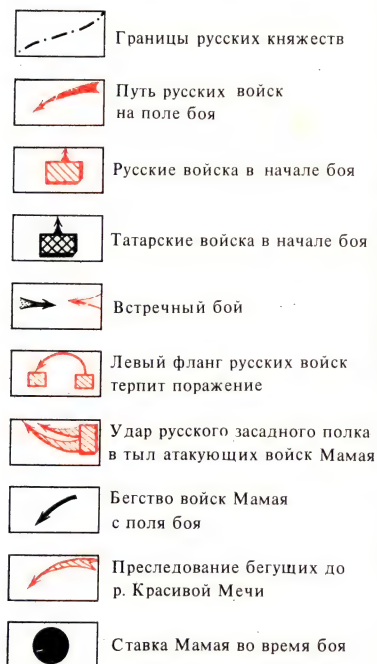 Границы русских княжеств
Путь русских войск
на поле боя
Русские войска в начале боя
Татарские войска в начале боя
Встречный бой
Левый фланг русских войск
терпит поражение
Удар русского засадного полка
в тыл атакующих войск Мамая
Бегство войск Мамая
с поля боя
Преследование бегущих до
р. Красивой Мечи
Ставка Мамая во время боя